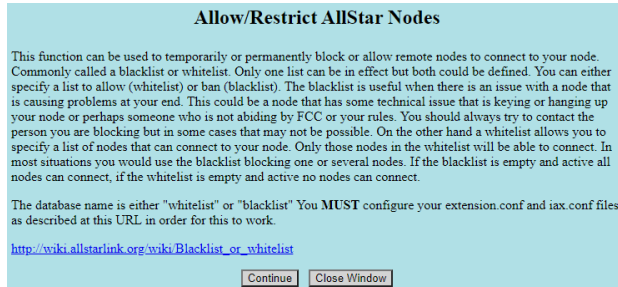 Allow/Restrict AllStar Nodes
This function can be used to temporarily or permanently block or allow remote nodes to connect to your node.
Commonly called a blacklist or whitelist. Only one list can be in effect but both could be defined. You can either
specify a list to allow (whitelist) or ban (blacklist). The blacklist is useful when there is an issue with a node that
is causing problems at your end. This could be a node that has some technical issue that is keying or hanging up
your node or perhaps someone who is not abiding by FCC or your rules. You should always try to contact the
person you are blocking but in some cases that may not be possible. On the other hand a whitelist allows you to
specify a list of nodes that can connect to your node. Only those nodes in the whitelist will be able to connect. In
most situations you would use the blacklist blocking one or several nodes. If the blacklist is empty and active all
nodes can connect, if the whitelist is empty and active no nodes can connect.
The database name is either "whitelist" or "blacklist" You MUST configure your extension.conf and iax.conf files
as described at this URL in order for this to work.
http://wiki.allstarlink.org/wiki/Blacklist_or_whitelist
Continue Close Window